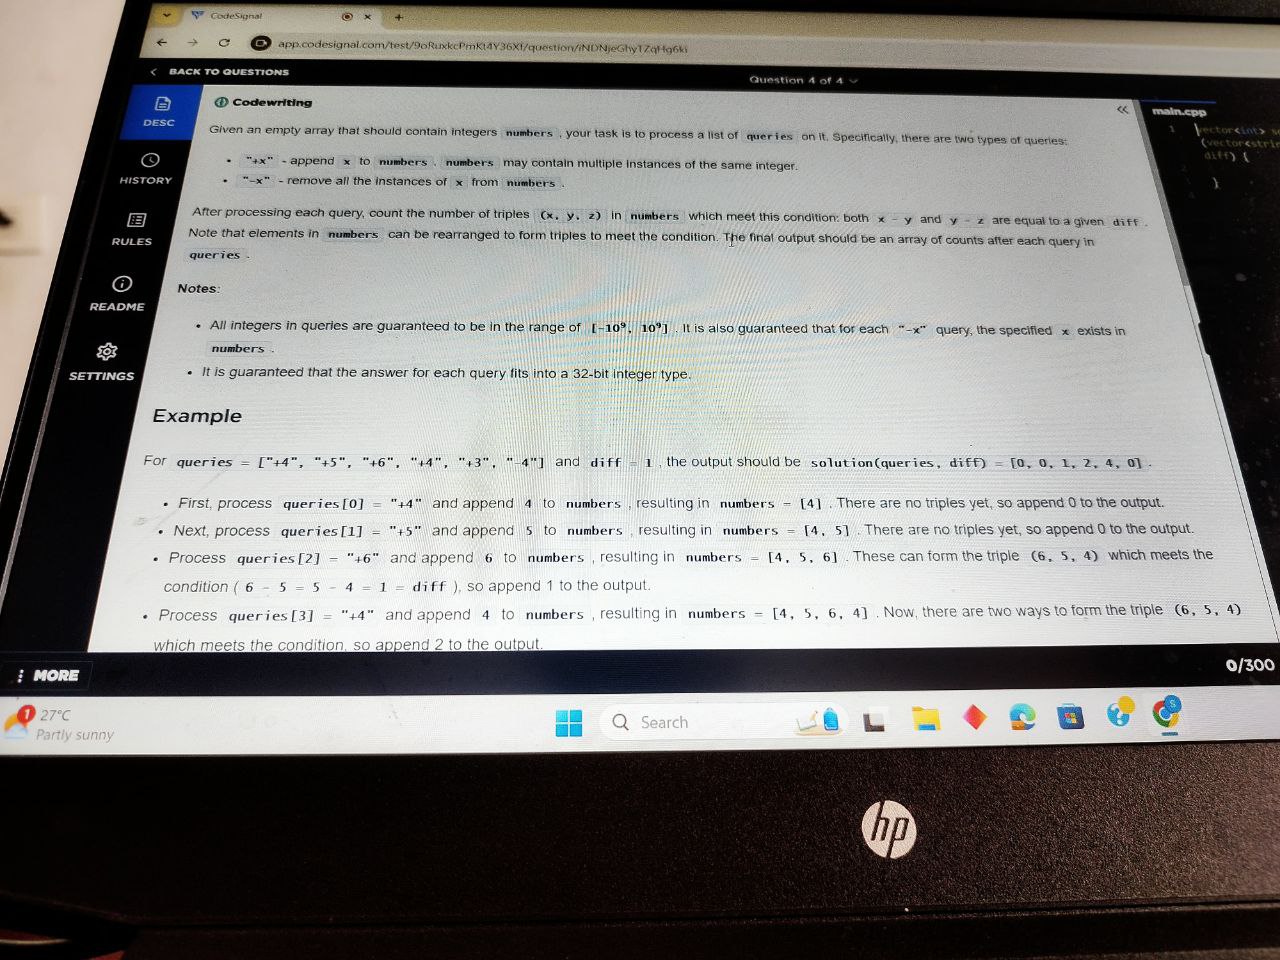 CodeSignal
app.codesignal.com/test/9oRuxkcPmKt4Y36Xf/question/iNDNjeGhy1ZqHg6ki
BACK TO QUESTIONS
Question 4 of 4
DESC
HISTORY
RULES
README
SETTINGS
Codewriting
Given an empty array that should contain integers numbers , your task is to process a list of queries on it. Specifically, there are two types of queries:
• "+x" - append x to numbers . numbers may contain multiple instances of the same integer.
• "-x" - remove all the instances of x from numbers .
After processing each query, count the number of triples (x, y, z) in numbers which meet this condition: both x - y and y - z are equal to a given diff .
Note that elements in numbers can be rearranged to form triples to meet the condition. The final output should be an array of counts after each query in
queries .
Notes:
• All integers in queries are guaranteed to be in the range of [-10⁹, 10⁹] . It is also guaranteed that for each "-x" query, the specified x exists in
numbers .
• It is guaranteed that the answer for each query fits into a 32-bit integer type.
Example
For queries = ["+4", "+5", "+6", "+4", "+3", "-4"] and diff = 1 , the output should be solution(queries, diff) = [0, 0, 1, 2, 4, 0] .
• First, process queries[0] = "+4" and append 4 to numbers , resulting in numbers = [4] . There are no triples yet, so append 0 to the output.
• Next, process queries[1] = "+5" and append 5 to numbers , resulting in numbers = [4, 5] . There are no triples yet, so append 0 to the output.
• Process queries[2] = "+6" and append 6 to numbers , resulting in numbers = [4, 5, 6] . These can form the triple (6, 5, 4) which meets the
condition ( 6 - 5 = 5 - 4 = 1 = diff ), so append 1 to the output.
• Process queries[3] = "+4" and append 4 to numbers , resulting in numbers = [4, 5, 6, 4] . Now, there are two ways to form the triple (6, 5, 4)
which meets the condition, so append 2 to the output.
main.cpp
1 vector<int>
(vector<
diff) {
}
MORE
0/300
1
27°C
Partly sunny
Search
S
hp